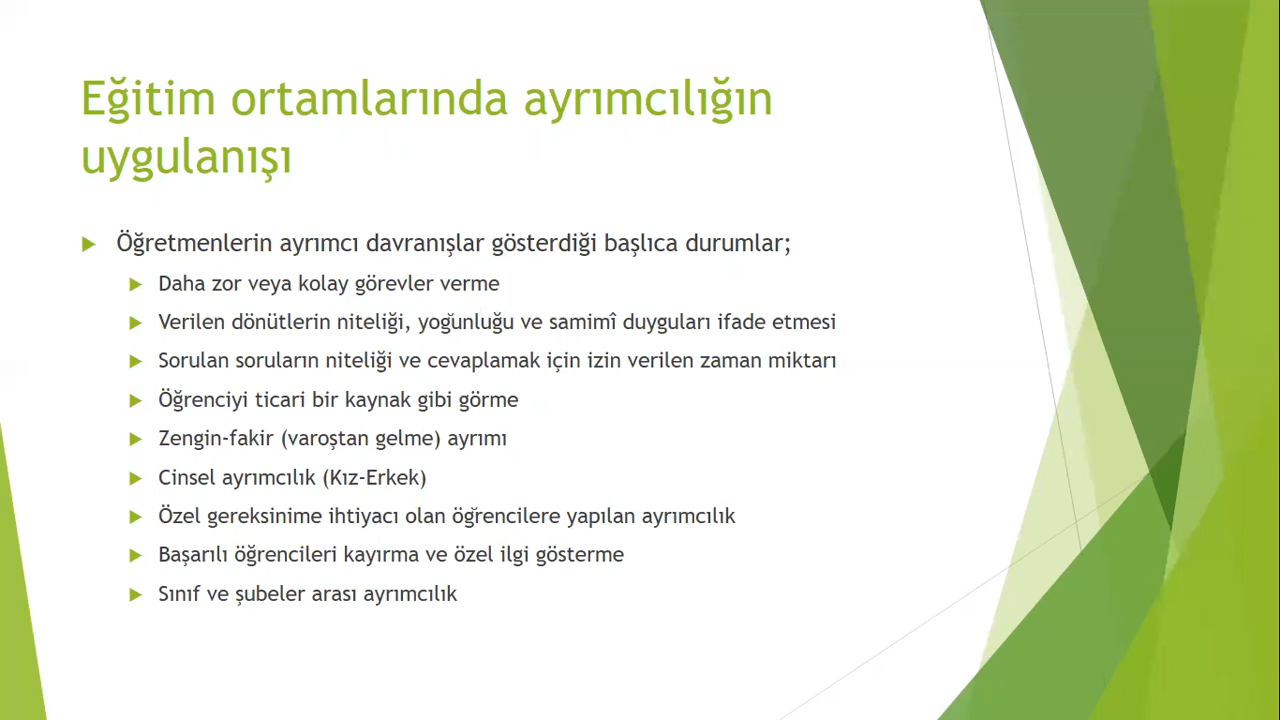 Eğitim ortamlarında ayrımcılığın
uygulanışı
Öğretmenlerin ayrımcı davranışlar gösterdiği başlıca durumlar;
Daha zor veya kolay görevler verme
Verilen dönütlerin niteliği, yoğunluğu ve samimî duyguları ifade etmesi
Sorulan soruların niteliği ve cevaplamak için izin verilen zaman miktarı
Öğrenciyi ticari bir kaynak gibi görme
Zengin-fakir (varoştan gelme) ayrımı
Cinsel ayrımcılık (Kız-Erkek)
Özel gereksinime ihtiyacı olan öğrencilere yapılan ayrımcılık
Başarılı öğrencileri kayırma ve özel ilgi gösterme
Sınıf ve şubeler arası ayrımcılık